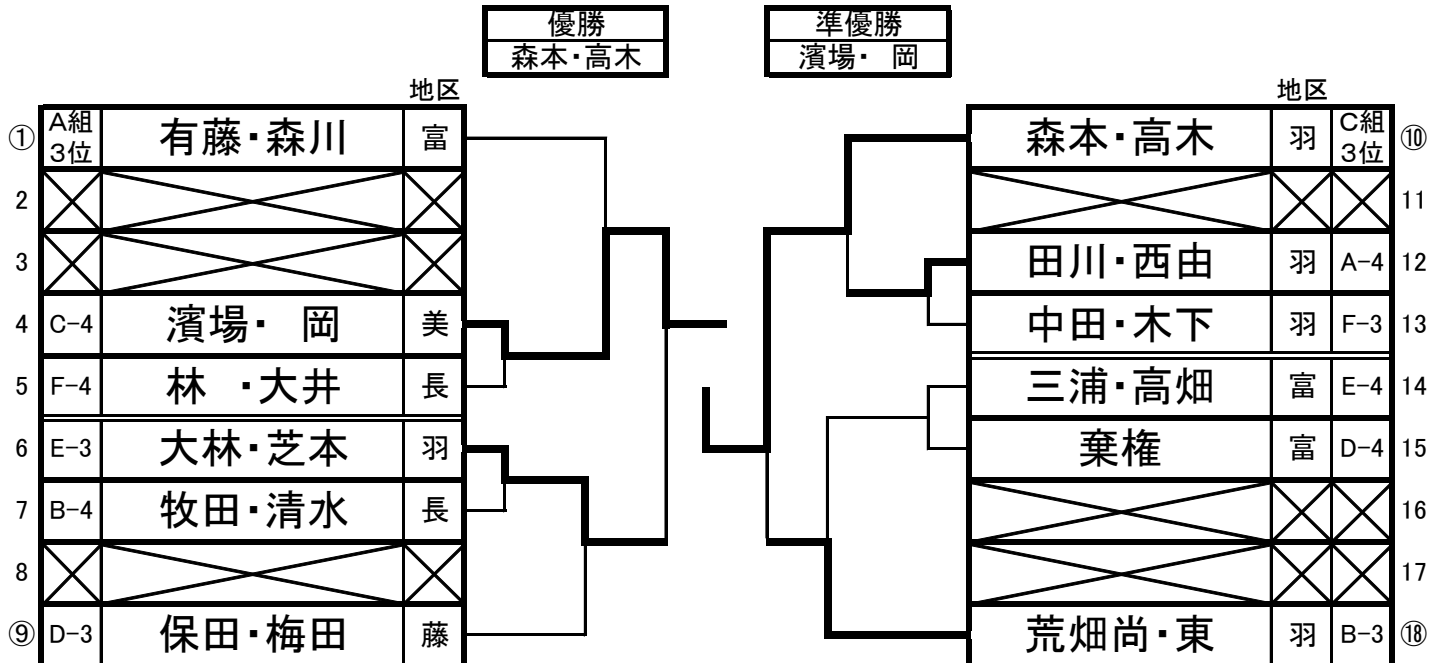 優勝
森本・高木
準優勝
濱場・　岡
地区
① A組3位 有藤・森川 富
2
3
4 C-4 濱場・　岡 美
5 F-4 林　・大井 長
6 E-3 大林・芝本 羽
7 B-4 牧田・清水 長
8
⑨ D-3 保田・梅田 藤
地区
森本・高木 羽 C組3位 ⑩
11
田川・西由 羽 A-4 12
中田・木下 羽 F-3 13
三浦・高畑 富 E-4 14
棄権 富 D-4 15
16
17
荒畑尚・東 羽 B-3 ⑱